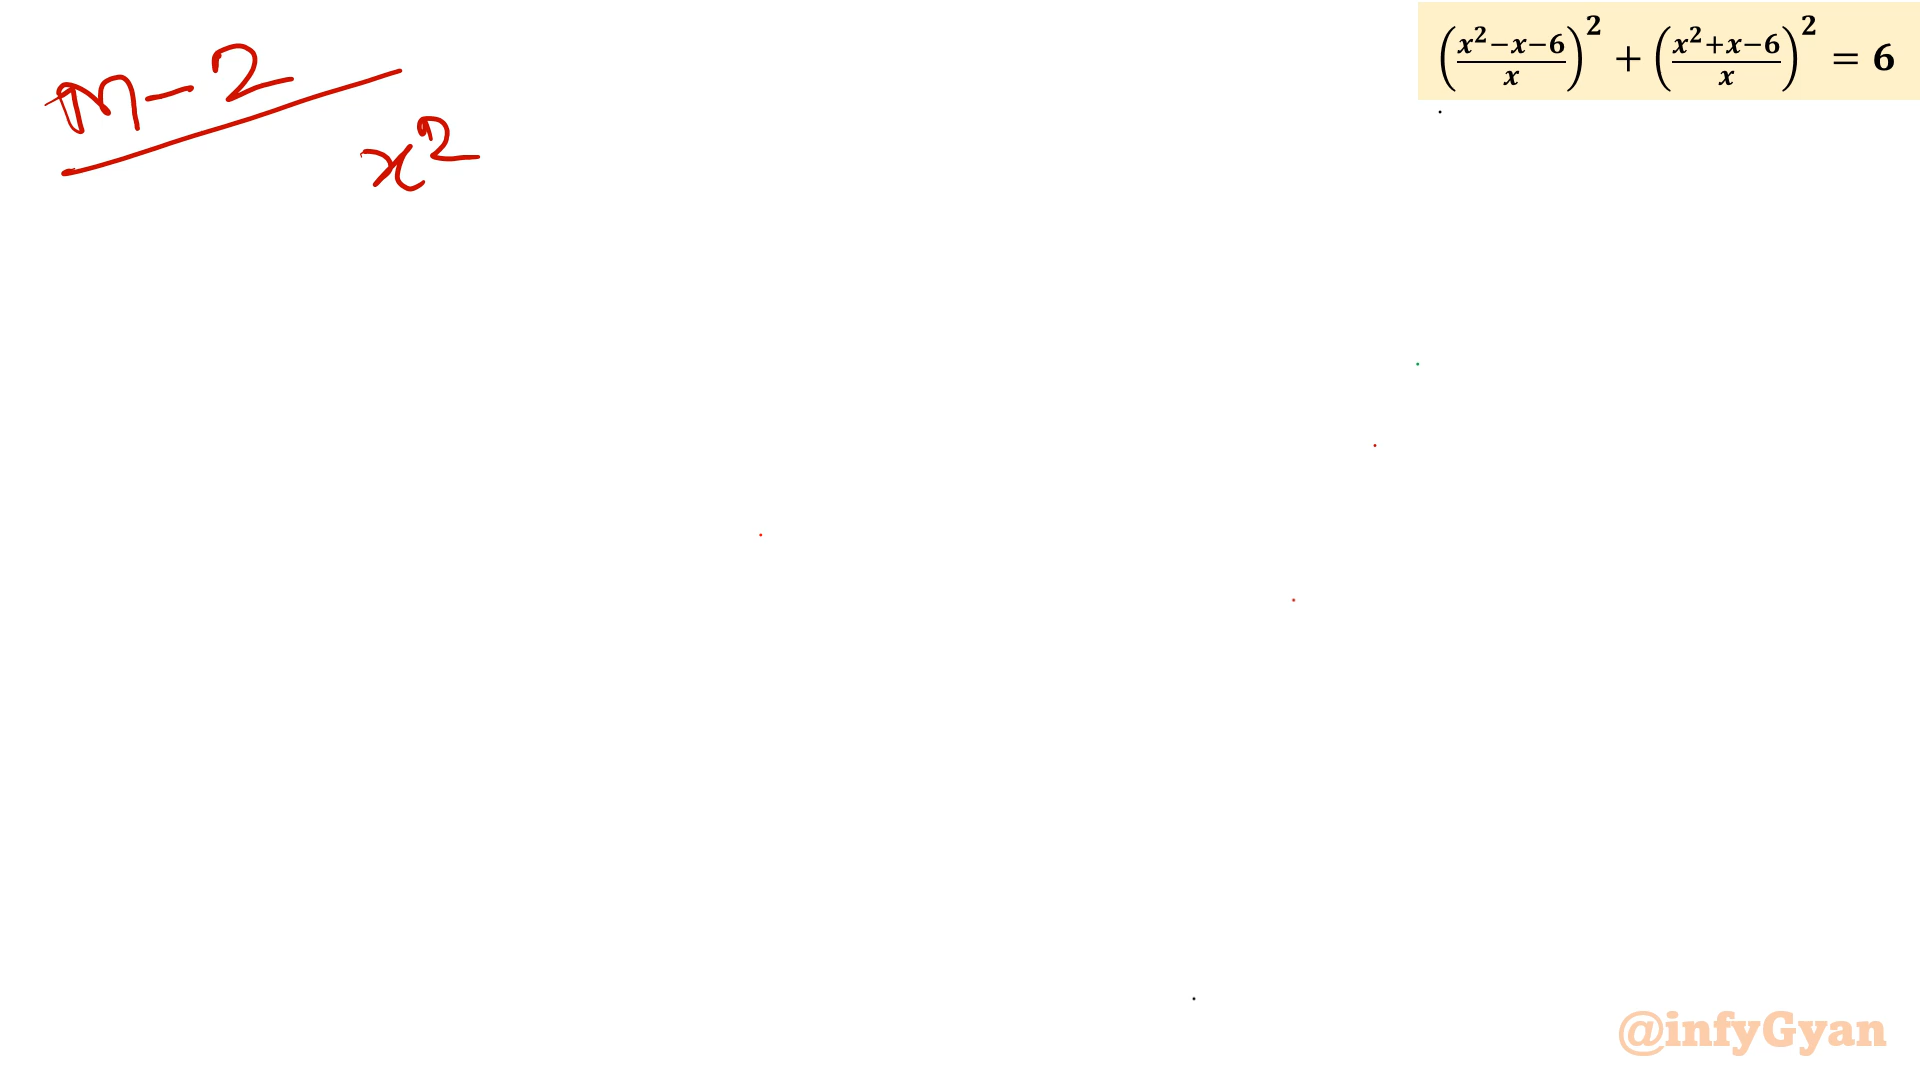 M-2
x²
(x²-x-6/x)² + (x²+x-6/x)² = 6
@infyGyan